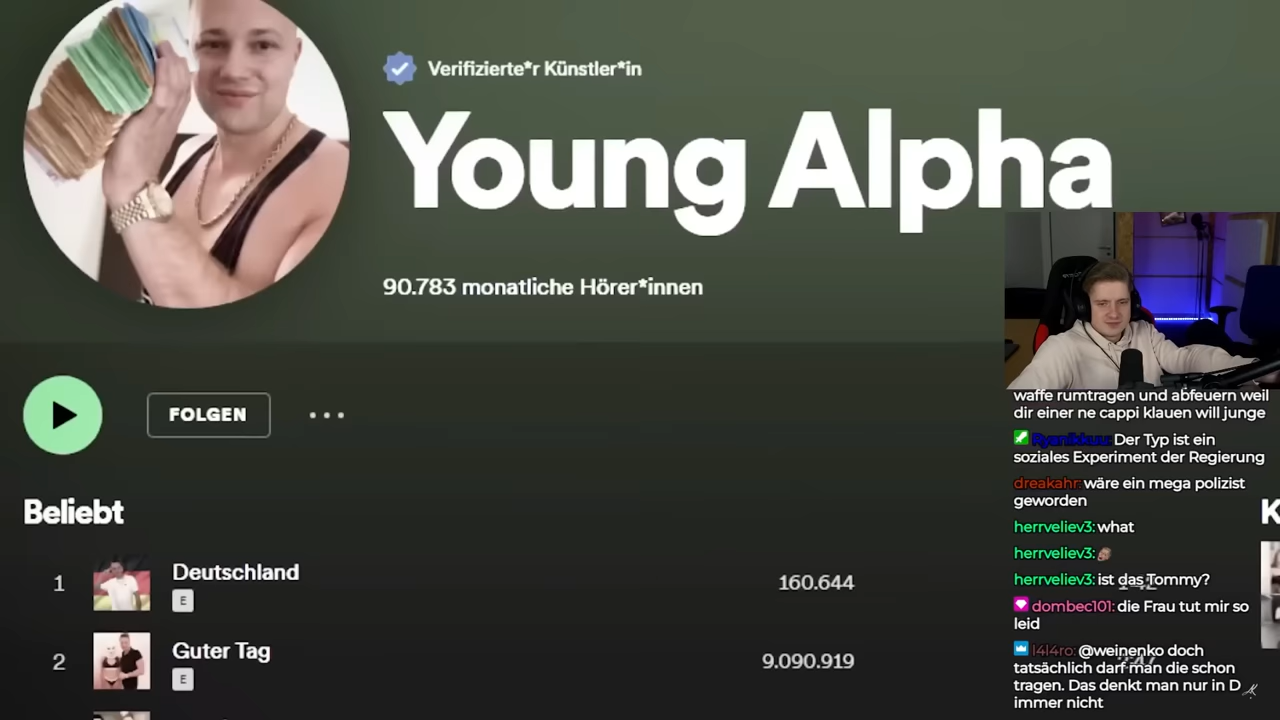 Verifizierte*r Künstler*in
Young Alpha
90.783 monatliche Hörer*innen
FOLGEN
Beliebt
1
Deutschland
E
160.644
2
Guter Tag
E
9.090.919
waffe rumtragen und abfeuern weil
dir einer ne cappi klauen will junge
Der Typ ist ein
soziales Experiment der Regierung
dreakahr: wäre ein mega polizist
geworden
herrveliev3: what
herrveliev3:
herrveliev3: ist das Tommy?
dombec101: die Frau tut mir so
leid
l4l4ro: @weinenko doch
tatsächlich darf man die schon
tragen. Das denkt man nur in D
immer nicht
K